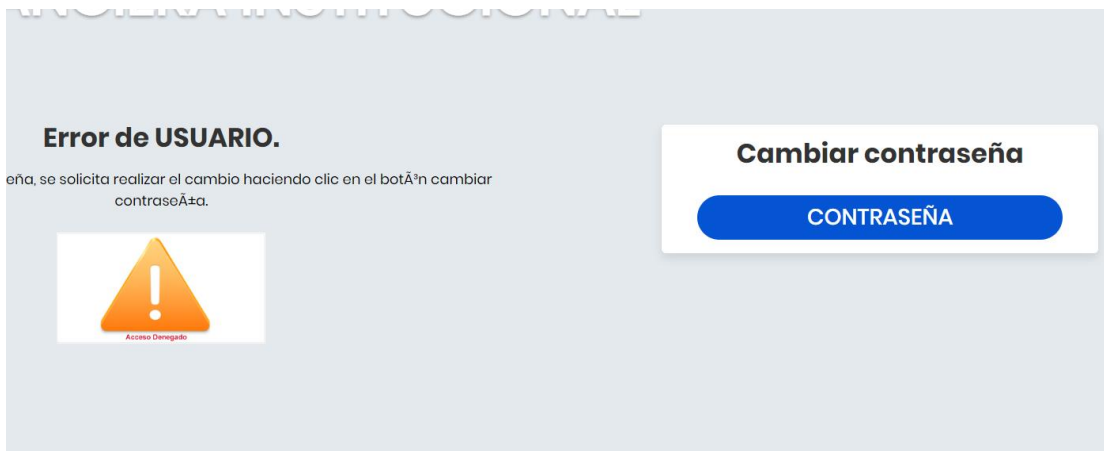 Error de USUARIO.
eña, se solicita realizar el cambio haciendo clic en el botÃ³n cambiar
contraseÃ±a.
Acceso Denegado
Cambiar contraseña
CONTRASEÑA